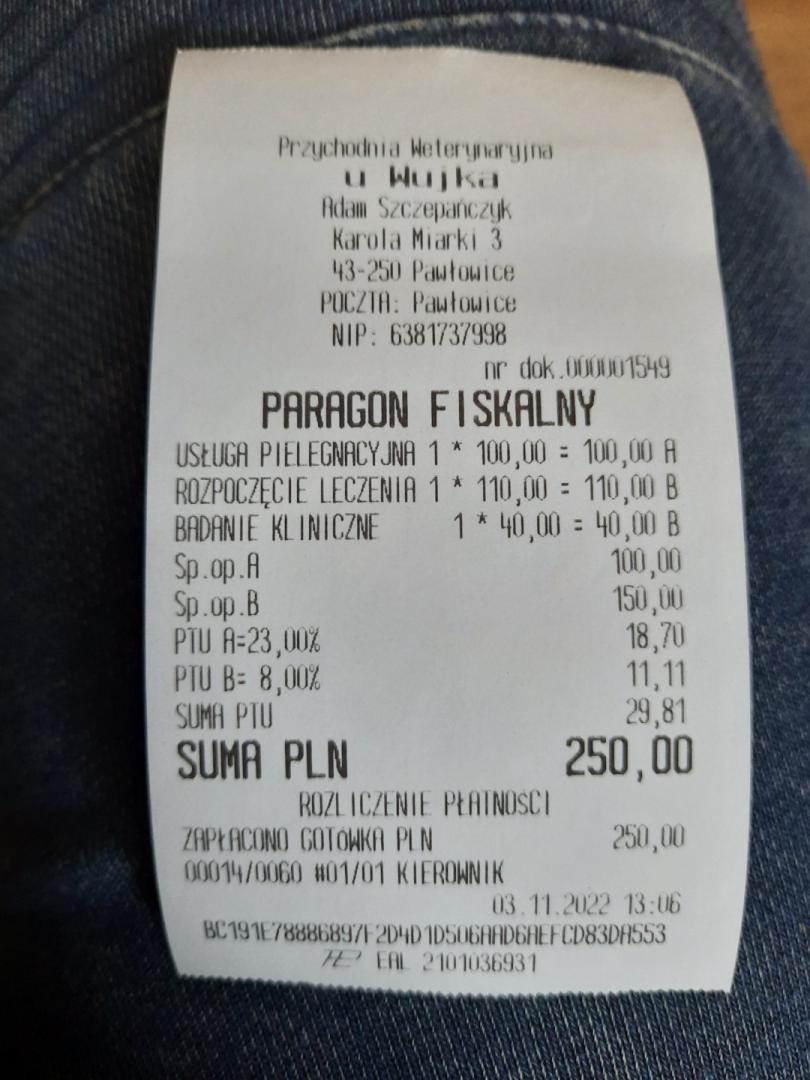 Przychodnia Weterynaryjna
u Wujka
Adam Szczepańczyk
Karola Miarki 3
43-250 Pawłowice
POCZTA: Pawłowice
NIP: 6381737998
nr dok.000001549
PARAGON FISKALNY
USŁUGA PIELEGNACYJNA 1 * 100,00 = 100,00 A
ROZPOCZĘCIE LECZENIA 1 * 110,00 = 110,00 B
BADANIE KLINICZNE 1 * 40,00 = 40,00 B
Sp.op.A 100,00
Sp.op.B 150,00
PTU A=23,00% 18,70
PTU B= 8,00% 11,11
SUMA PTU 29,81
SUMA PLN 250,00
ROZLICZENIE PŁATNOŚCI
ZAPŁACONO GOTÓWKA PLN 250,00
00014/0060 #01/01 KIEROWNIK
03.11.2022 13:06
BC191E78886897F2D4D1D506AAD6AEFCD83DA553
EAL 2101036931